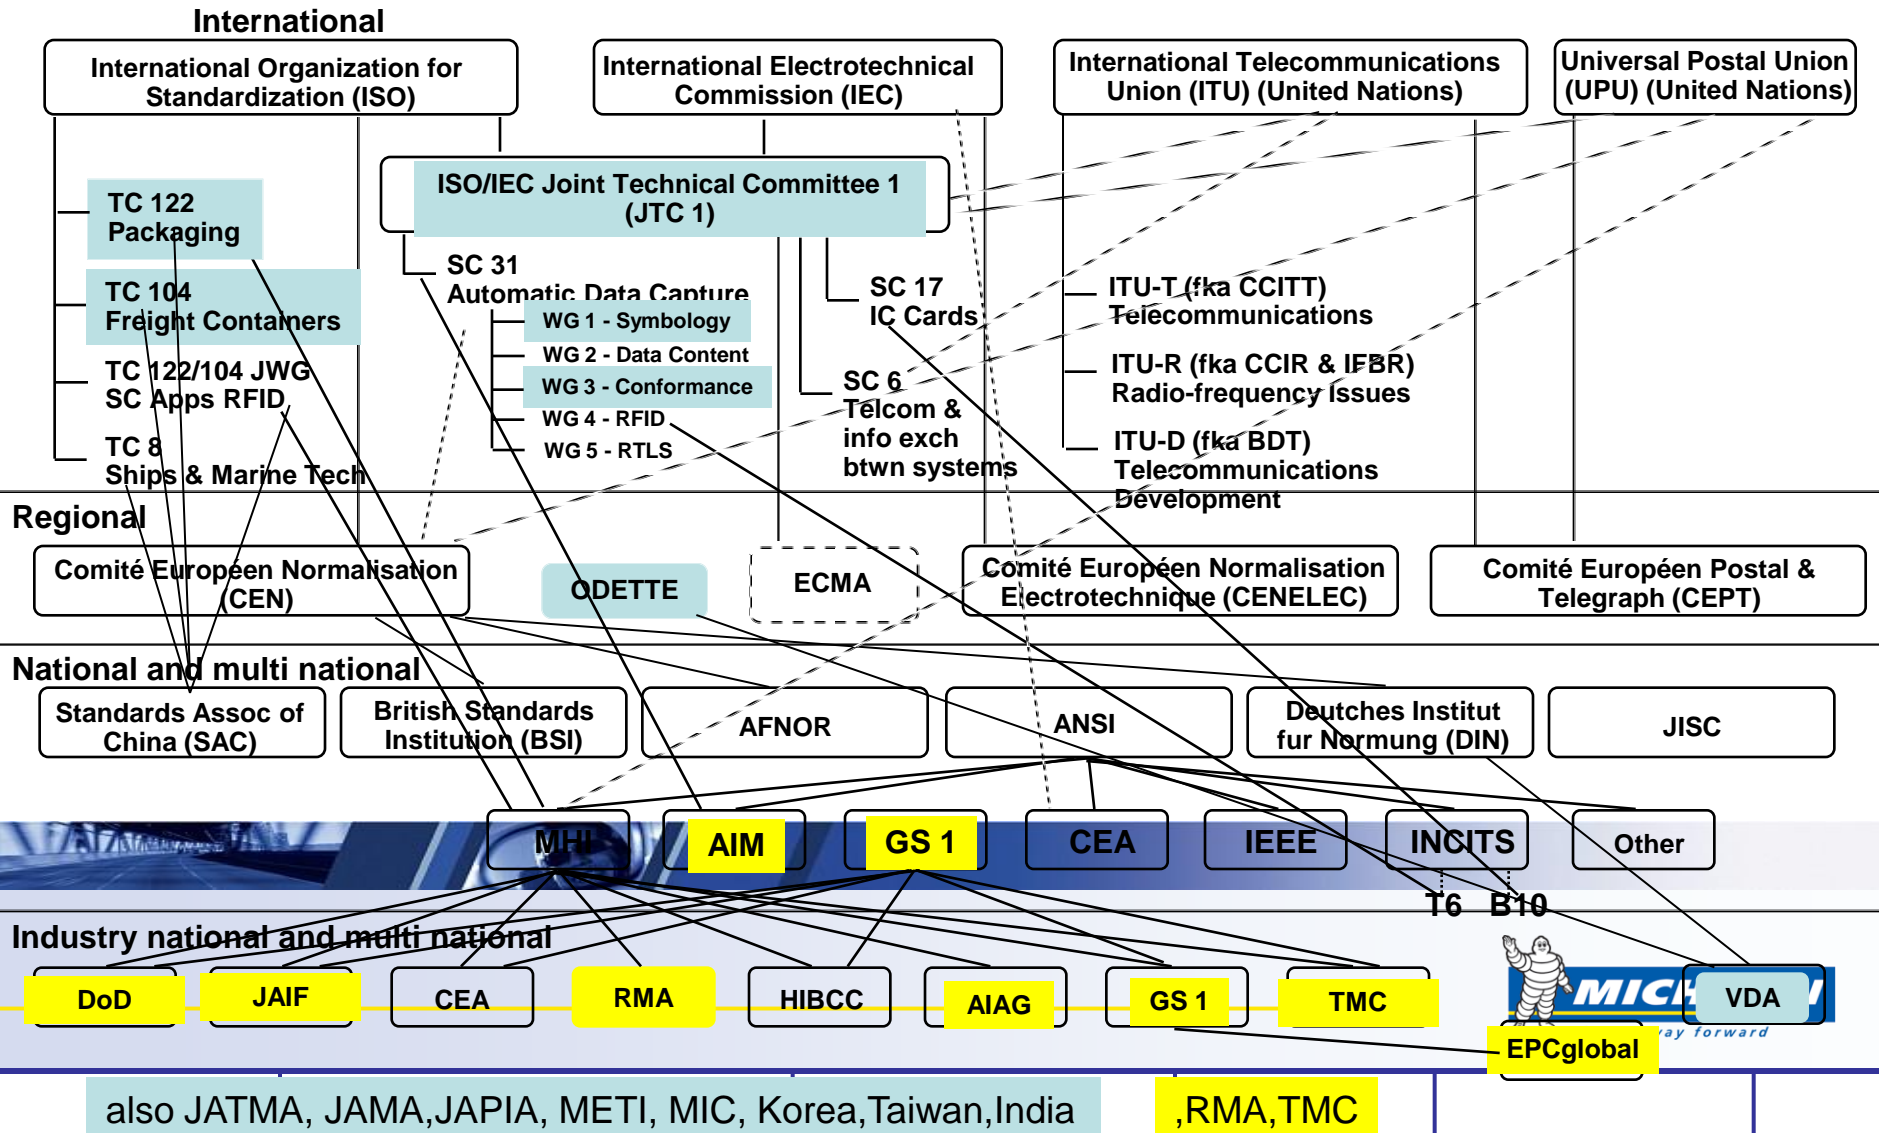 International
International Organization for
Standardization (ISO)
International Electrotechnical
Commission (IEC)
International Telecommunications
Union (ITU) (United Nations)
Universal Postal Union
(UPU) (United Nations)
ISO/IEC Joint Technical Committee 1
(JTC 1)
TC 122
Packaging
TC 104
Freight Containers
TC 122/104 JWG
SC Apps RFID
TC 8
Ships & Marine Tech
SC 31
Automatic Data Capture
WG 1 - Symbology
WG 2 - Data Content
WG 3 - Conformance
WG 4 - RFID
WG 5 - RTLS
SC 17
IC Cards
SC 6
Telcom &
info exch
btwn systems
ITU-T (fka CCITT)
Telecommunications
ITU-R (fka CCIR & IFBR)
Radio-frequency Issues
ITU-D (fka BDT)
Telecommunications
Development
Regional
Comité Européen Normalisation
(CEN)
ODETTE
ECMA
Comité Européen Normalisation
Electrotechnique (CENELEC)
Comité Européen Postal &
Telegraph (CEPT)
National and multi national
Standards Assoc of
China (SAC)
British Standards
Institution (BSI)
AFNOR
ANSI
Deutches Institut
fur Normung (DIN)
JISC
MHI
AIM
GS 1
CEA
IEEE
INCITS
Other
T6
B10
Industry national and multi national
DoD
JAIF
CEA
RMA
HIBCC
AIAG
GS 1
TMC
VDA
forward
EPCglobal
also JATMA, JAMA,JAPIA, METI, MIC, Korea,Taiwan,India
,RMA,TMC